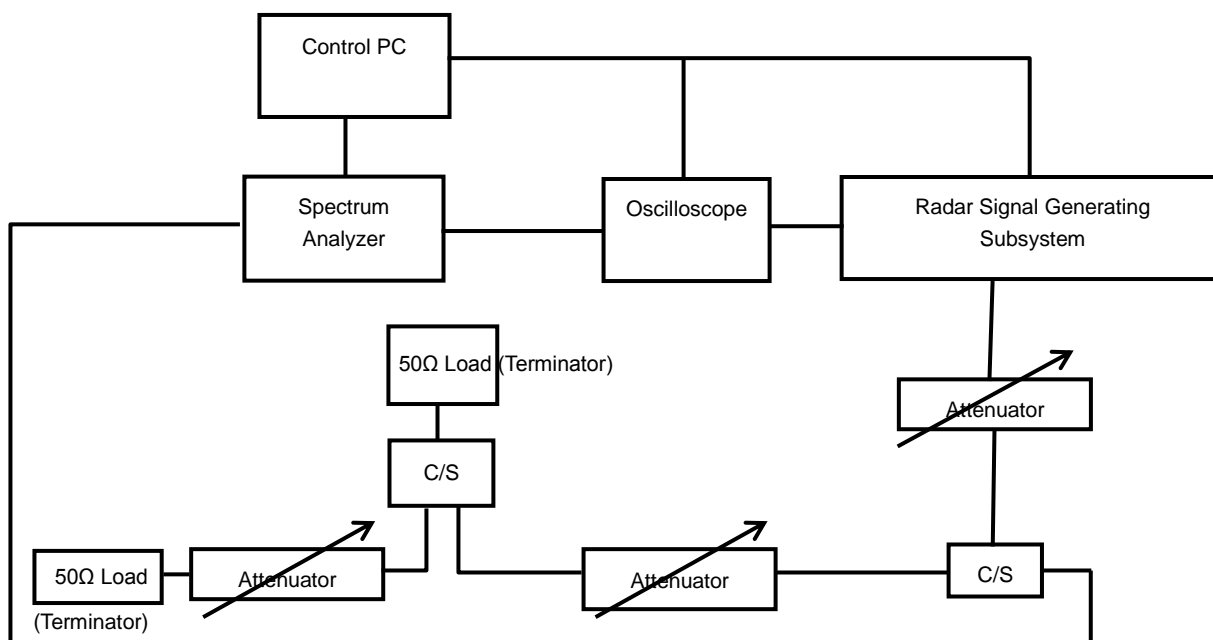 Control PC
Spectrum
Analyzer
Oscilloscope
Radar Signal Generating
Subsystem
50Ω Load (Terminator)
Attenuator
C/S
50Ω Load
(Terminator)
Attenuator
Attenuator
C/S